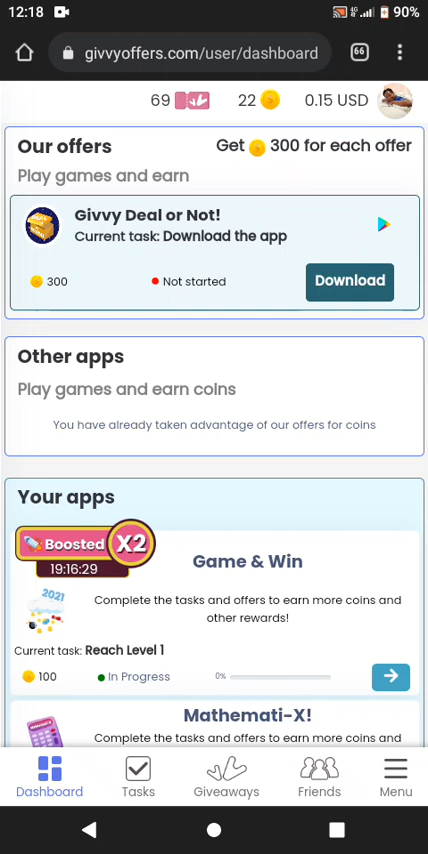 12:18 90%
givvyoffers.com/user/dashboard 66
69 22 0.15 USD
Our offers Get 300 for each offer
Play games and earn
Givvy Deal or Not!
Current task: Download the app
300 Not started Download
Other apps
Play games and earn coins
You have already taken advantage of our offers for coins
Your apps
Boosted X2
19:16:29
Game & Win
2021
Complete the tasks and offers to earn more coins and
other rewards!
Current task: Reach Level 1
100 In Progress 0%
Mathemati-X!
Complete the tasks and offers to earn more coins and
Dashboard Tasks Giveaways Friends Menu